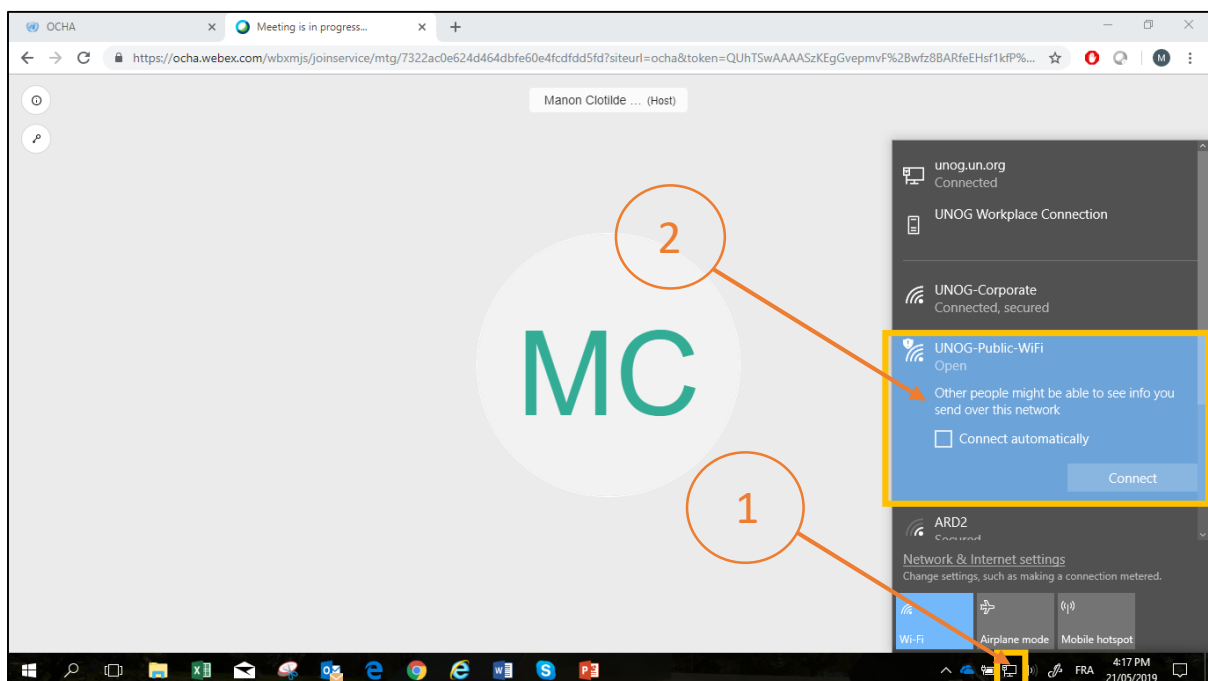 OCHA
Meeting is in progress...
https://ocha.webex.com/wbxmjs/joinservice/mtg/7322ac0e624d464dbfe60e4fcdfdd5fd?siteurl=ocha&token=QUhTSwAAAASzKEgGvepmvF%2Bwfz8BARfeEHsf1kfP%...
M
Manon Clotilde ... (Host)
unog.un.org
Connected
UNOG Workplace Connection
2
UNOG-Corporate
Connected, secured
UNOG-Public-WiFi
Open
Other people might be able to see info you
send over this network
Connect automatically
Connect
MC
1
ARD2
Secured
Network & Internet settings
Change settings, such as making a connection metered.
Wi-Fi
Airplane mode
Mobile hotspot
FRA
4:17 PM
21/05/2019